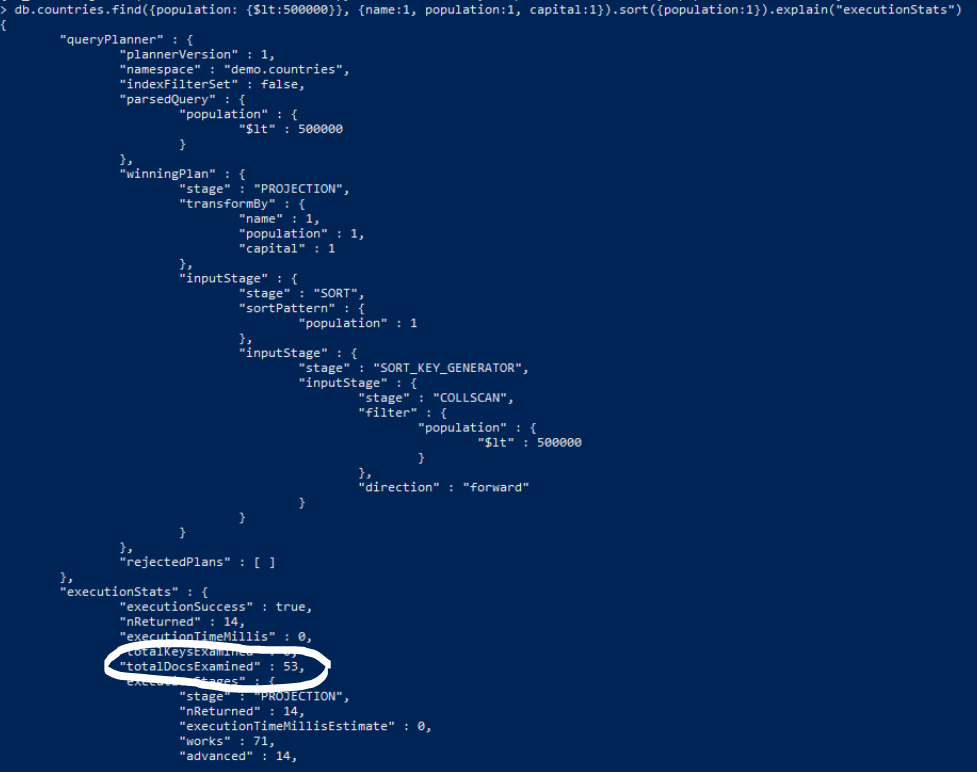 > db.countries.find({population: {$lt:500000}}, {name:1, population:1, capital:1}).sort({population:1}).explain("executionStats")
{
"queryPlanner" : {
"plannerVersion" : 1,
"namespace" : "demo.countries",
"indexFilterSet" : false,
"parsedQuery" : {
"population" : {
"$lt" : 500000
}
},
"winningPlan" : {
"stage" : "PROJECTION",
"transformBy" : {
"name" : 1,
"population" : 1,
"capital" : 1
},
"inputStage" : {
"stage" : "SORT",
"sortPattern" : {
"population" : 1
},
"inputStage" : {
"stage" : "SORT_KEY_GENERATOR",
"inputStage" : {
"stage" : "COLLSCAN",
"filter" : {
"population" : {
"$lt" : 500000
}
},
"direction" : "forward"
}
}
}
},
"rejectedPlans" : [ ]
},
"executionStats" : {
"executionSuccess" : true,
"nReturned" : 14,
"executionTimeMillis" : 0,
"totalKeysExamined" : 0,
"totalDocsExamined" : 53,
"executionStages" : {
"stage" : "PROJECTION",
"nReturned" : 14,
"executionTimeMillisEstimate" : 0,
"works" : 71,
"advanced" : 14,